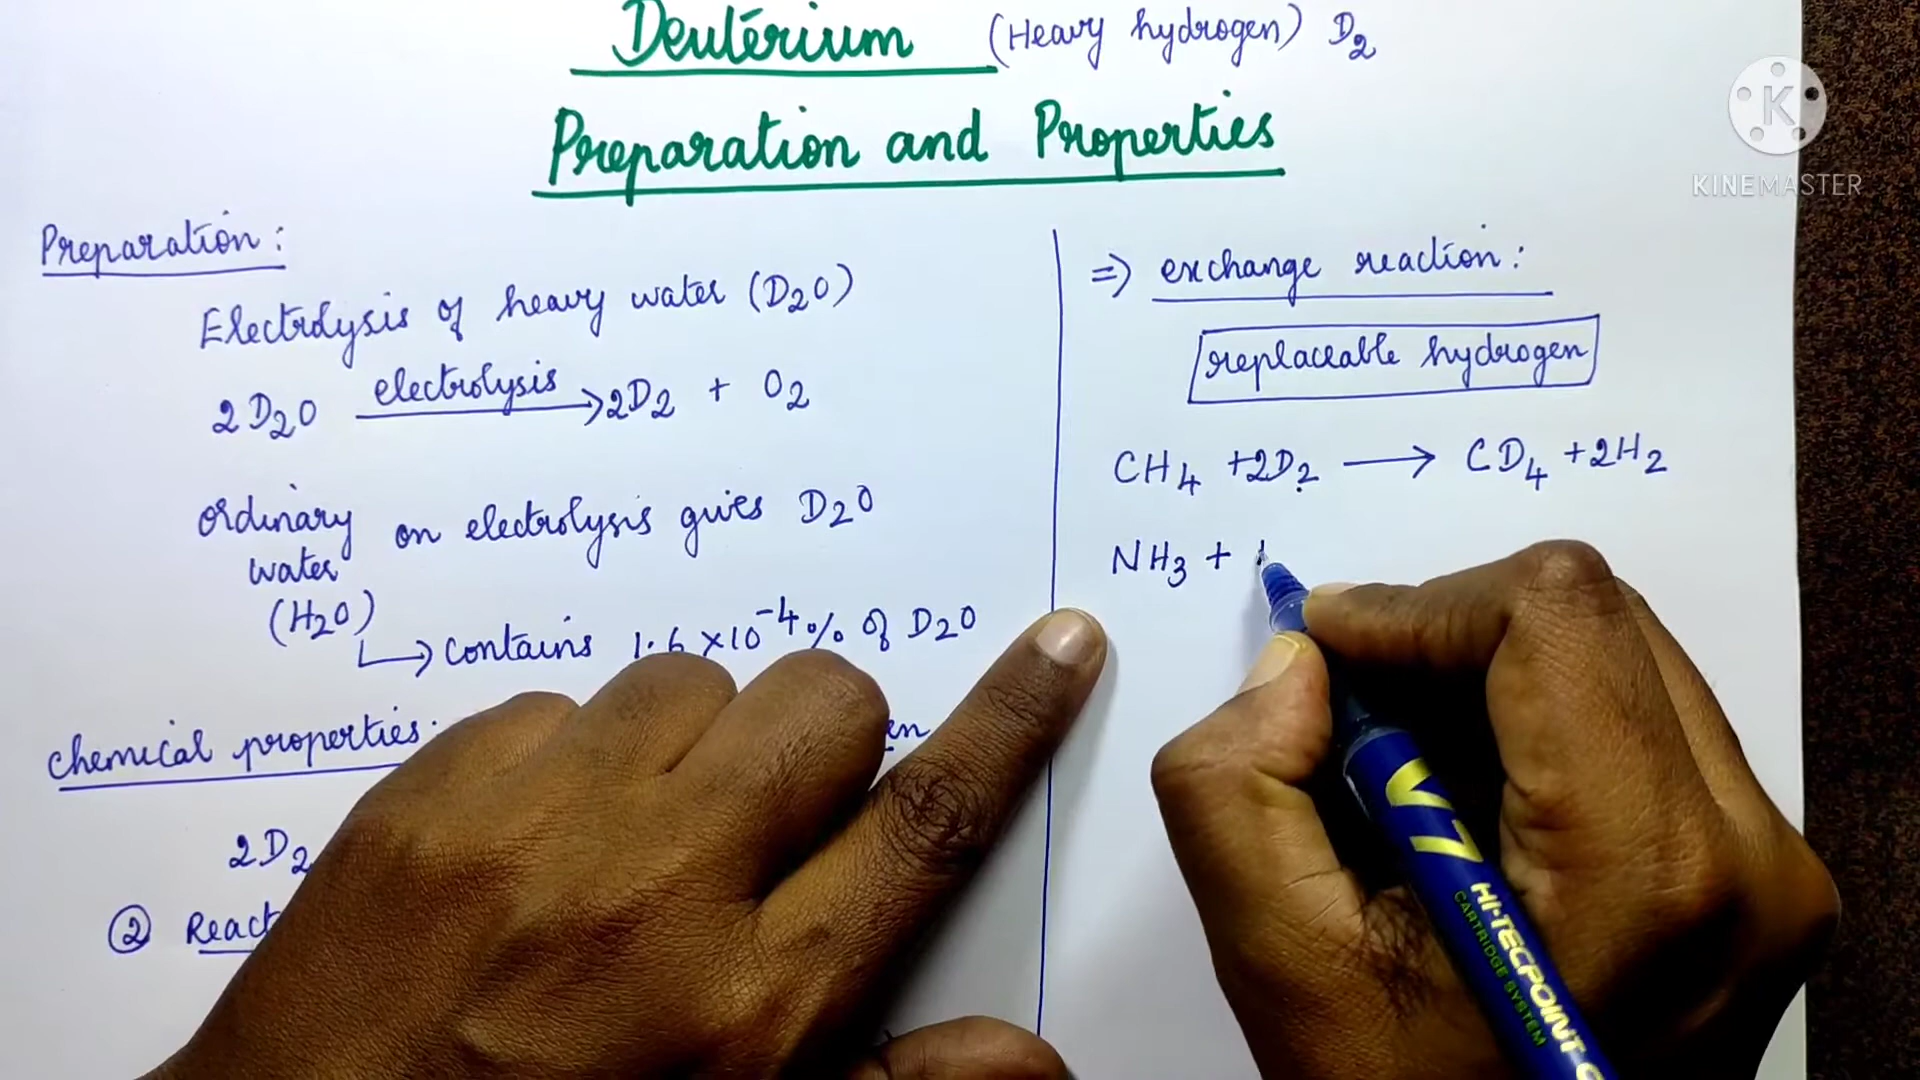 Deuterium (Heavy hydrogen) D2
Preparation and Properties
KINEMASTER
Preparation:
Electrolysis of heavy water (D2O)
2D2O electrolysis 2D2 + O2
Ordinary on electrolysis gives D2O
water
(H2O)
contains 1.6 ×10-4% of D2O
chemical properties:
2D2
2 React
=> exchange reaction:
replaceable hydrogen
CH4 +2D2 → CD4 +2H2
NH3 +
V7
HI-TECPOINT
CARTRIDGE SYSTEM